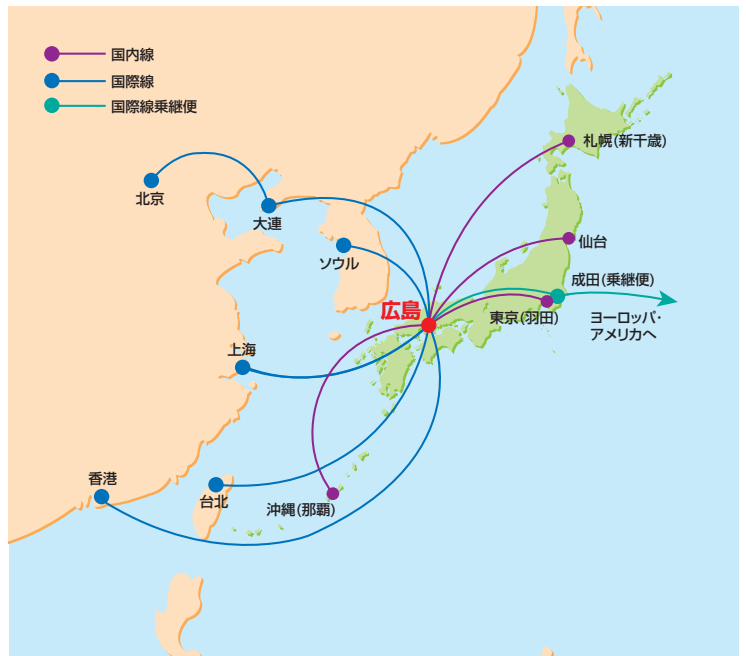 国内線
国際線
国際線乗継便
札幌(新千歳)
北京
大連
仙台
ソウル
成田(乗継便)
広島
東京(羽田)
ヨーロッパ・
アメリカへ
上海
香港
台北
沖縄(那覇)